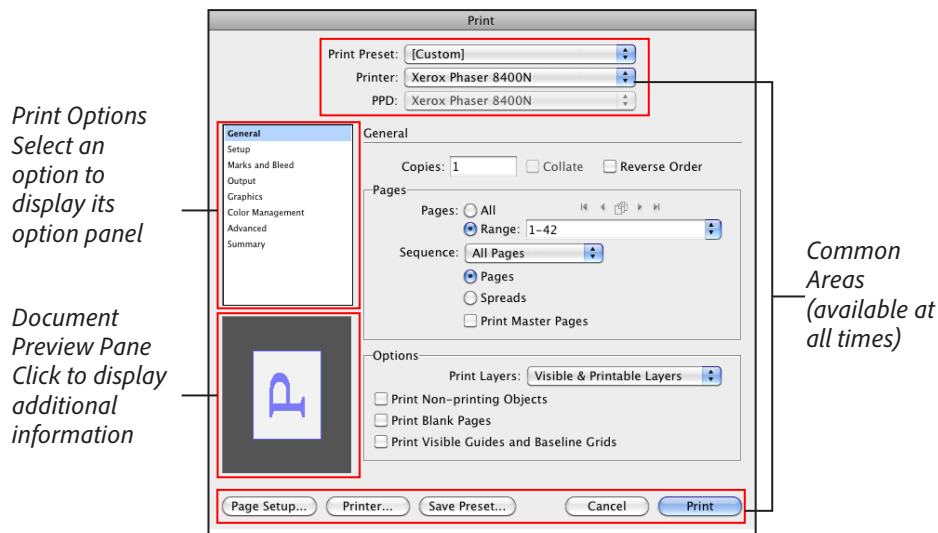 Print
Print Preset: [Custom]
Printer: Xerox Phaser 8400N
PPD: Xerox Phaser 8400N
Print Options
Select an
option to
display its
option panel
General
Setup
Marks and Bleed
Output
Graphics
Color Management
Advanced
Summary
General
Copies: 1 Collate Reverse Order
Pages
Pages: All
Range: 1-42
Sequence: All Pages
Pages
Spreads
Print Master Pages
Common
Areas
(available at
all times)
Document
Preview Pane
Click to display
additional
information
P
Options
Print Layers: Visible & Printable Layers
Print Non-printing Objects
Print Blank Pages
Print Visible Guides and Baseline Grids
Page Setup... Printer... Save Preset... Cancel Print